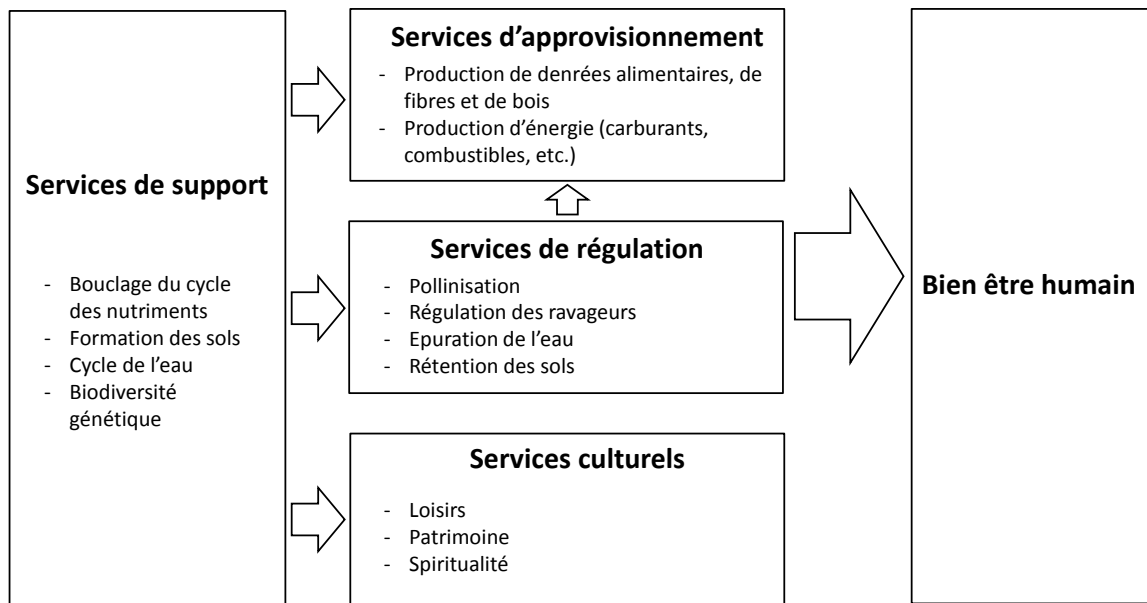 Services de support
- Bouclage du cycle
des nutriments
- Formation des sols
- Cycle de l’eau
- Biodiversité
génétique
Services d’approvisionnement
- Production de denrées alimentaires, de
fibres et de bois
- Production d’énergie (carburants,
combustibles, etc.)
Services de régulation
- Pollinisation
- Régulation des ravageurs
- Epuration de l’eau
- Rétention des sols
Services culturels
- Loisirs
- Patrimoine
- Spiritualité
Bien être humain